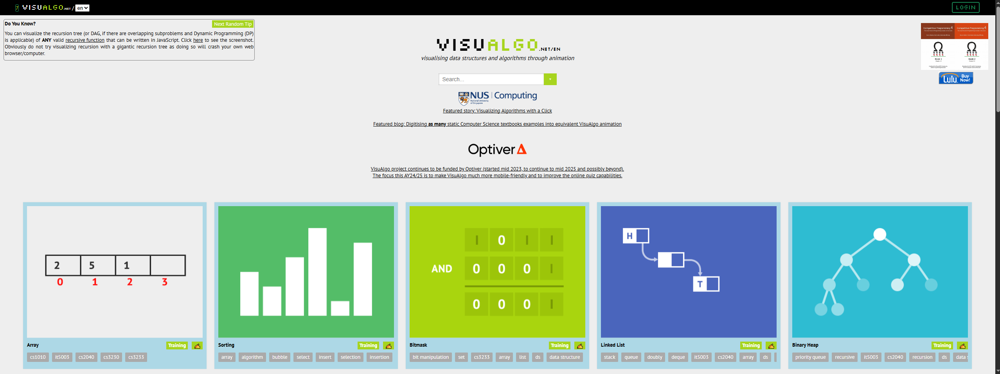 7 VISUALGO.NET / en
LOGIN
Do You Know?
Next Random Tip
You can visualize the recursion tree (or DAG, if there are overlapping subproblems and Dynamic Programming (DP)
is applicable) of ANY valid recursive function that can be written in JavaScript. Click here to see the screenshot.
Obviously do not try visualizing recursion with a gigantic recursion tree as doing so will crash your own web
browser/computer.
VISUALGO.NET/EN
visualising data structures and algorithms through animation
Search...
Competitive Programming 4
Competitive Programming 4
Book 1
Book 2
Lulu Buy Now!
NUS | Computing
National University
of Singapore
Featured story: Visualizing Algorithms with a Click
Featured blog: Digitising as many static Computer Science textbooks examples into equivalent VisuAlgo animation
Optiver
VisuAlgo project continues to be funded by Optiver (started mid 2023, to continue to mid 2025 and possibly beyond).
The focus this AY24/25 is to make VisuAlgo much more mobile-friendly and to improve the online quiz capabilities.
2 5 1
0 1 2 3
Array
Training
cs1010 it5003 cs2040 cs3230 cs3233
Sorting
Training
array algorithm bubble select insert selection insertion
1 0 1 1
AND 0 0 0 1
0 0 0 1
Bitmask
Training
bit manipulation set cs3233 array list ds data structure
H
T
Linked List
Training
stack queue doubly deque it5003 cs2040 array ds
Binary Heap
Training
priority queue recursive it5003 cs2040 recursion ds data